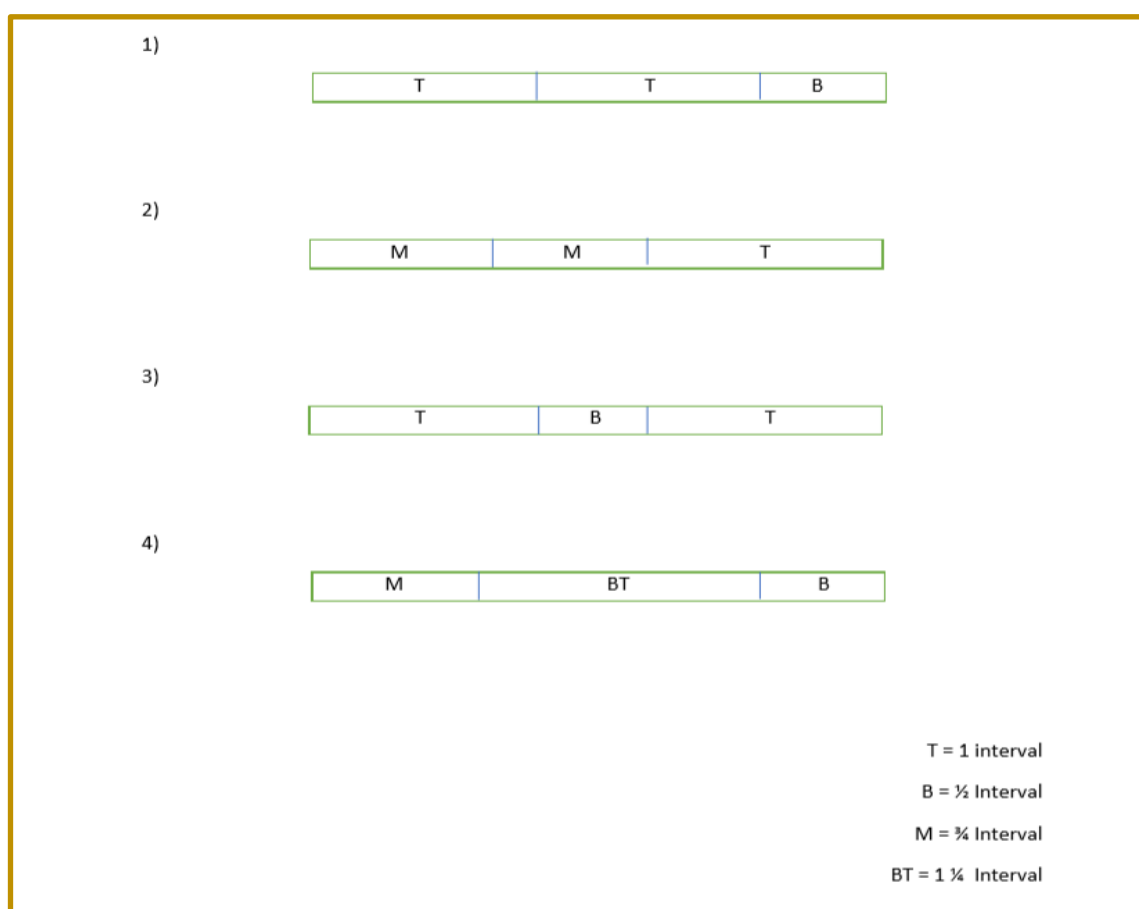 1)
T T B
2)
M M T
3)
T B T
4)
M BT B
T = 1 interval
B = ½ Interval
M = ¾ Interval
BT = 1 ¼ Interval